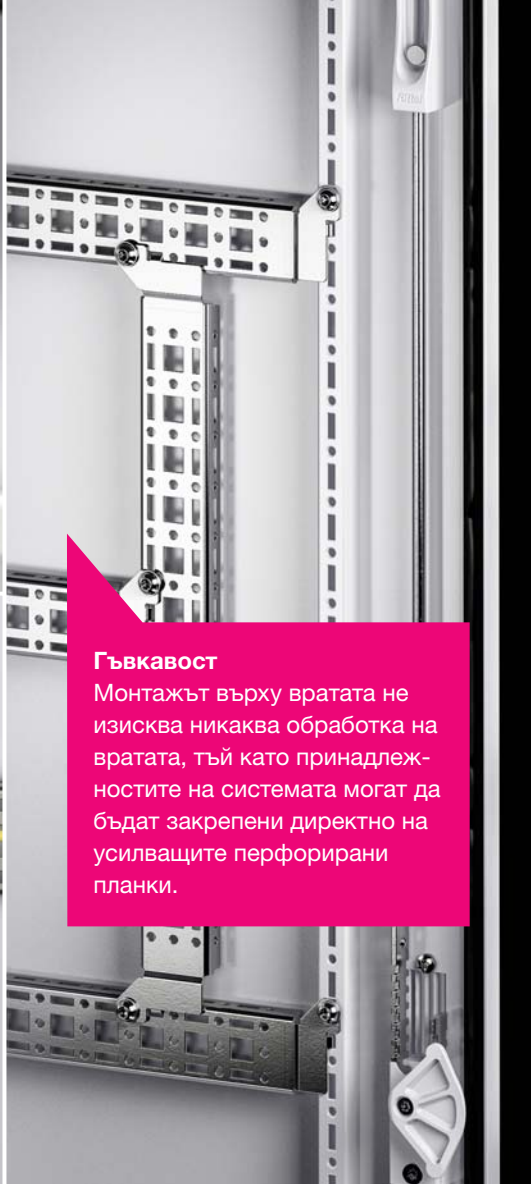 Гъвкавост
Монтажът върху вратата не
изисква никаква обработка на
вратата, тъй като принадлеж-
ностите на системата могат да
бъдат закрепени директно на
усилващите перфорирани
планки.